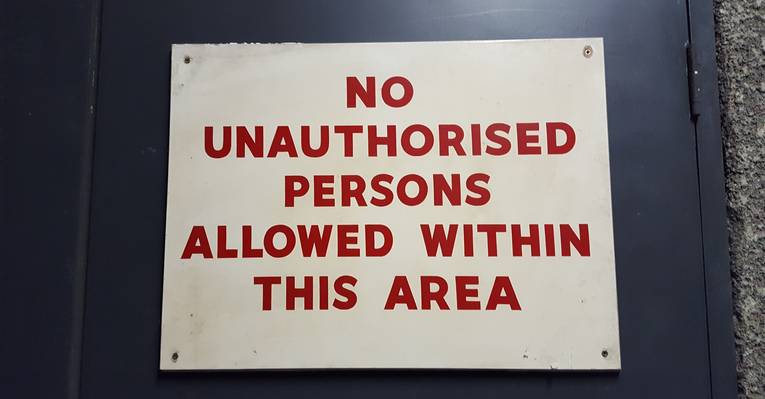 NO
UNAUTHORISED
PERSONS
ALLOWED WITHIN
THIS AREA